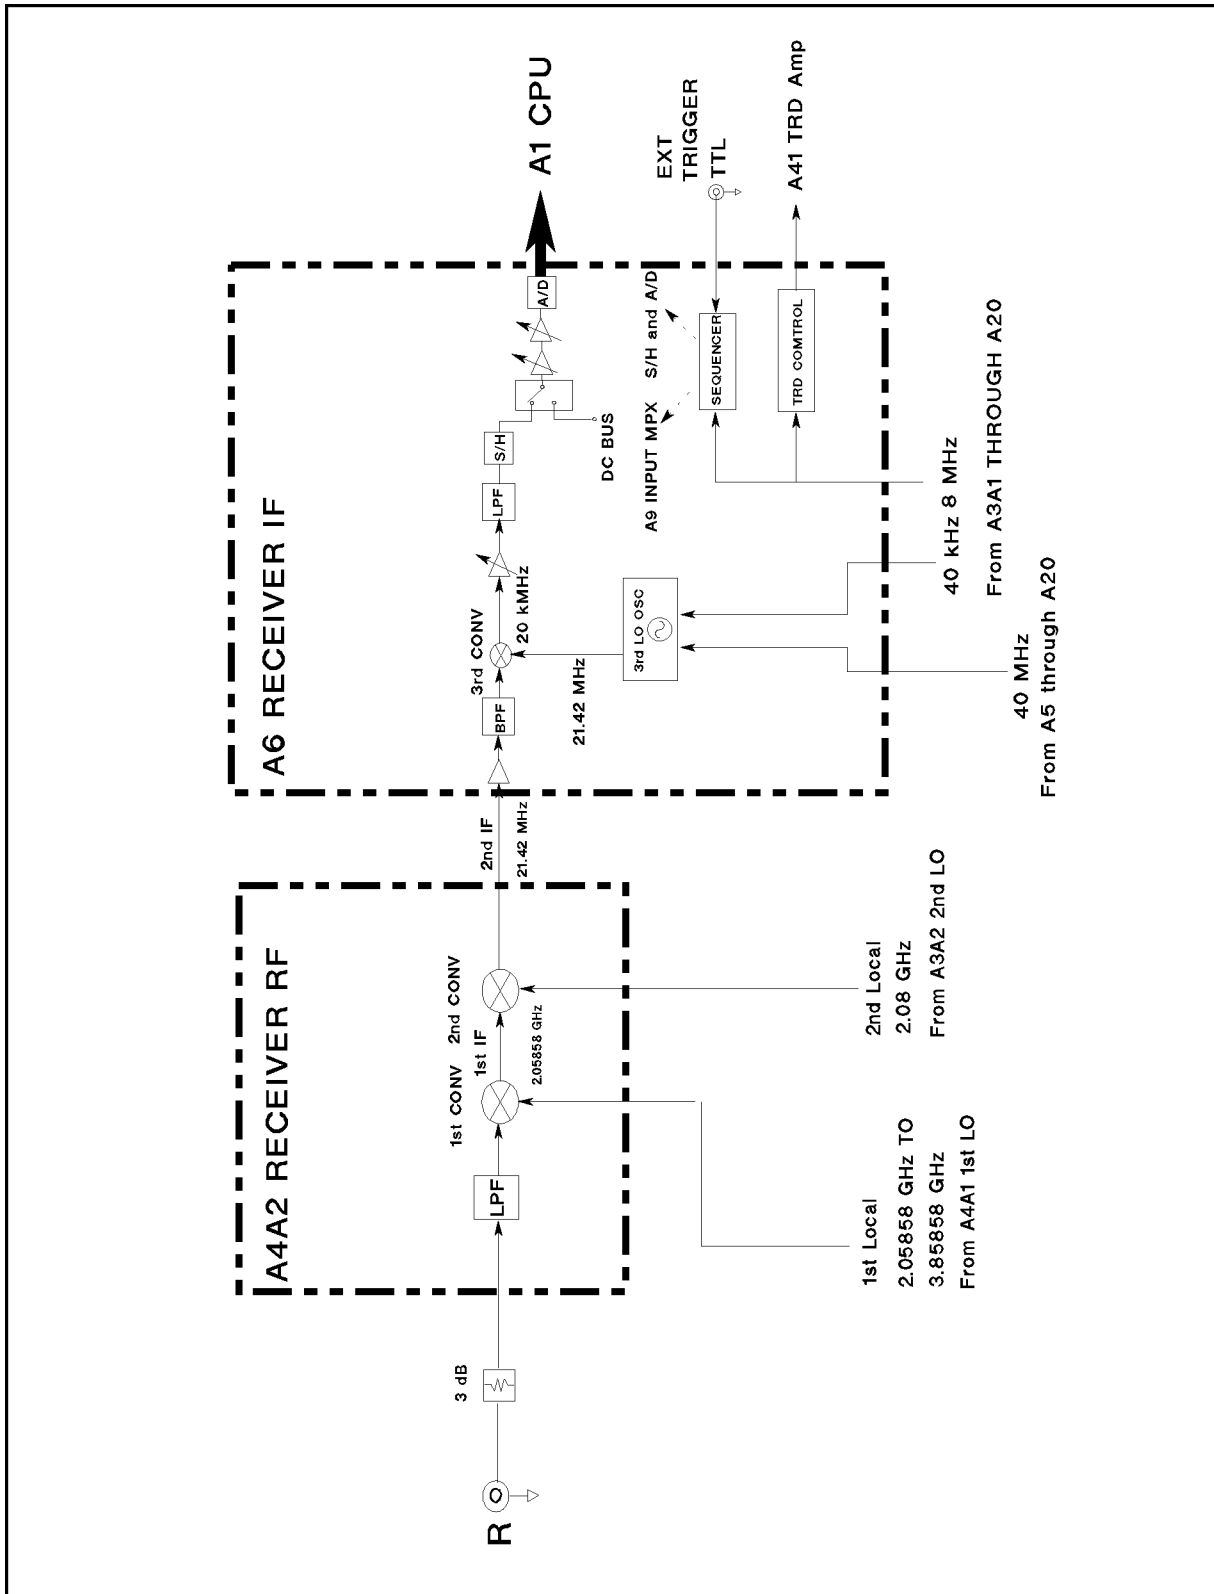 R
3 dB
A4A2 RECEIVER RF
LPF
1st CONV
1st IF
2.05858 GHz
2nd CONV
1st Local
2.05858 GHz TO
3.85858 GHz
From A4A1 1st LO
2nd Local
2.08 GHz
From A3A2 2nd LO
2nd IF
21.42 MHz
A6 RECEIVER IF
BPF
3rd CONV
20 kMHz
21.42 MHz
3rd LO OSC
LPF
S/H
DC BUS
A/D
A1 CPU
A9 INPUT MPX
S/H and A/D
SEQUENCER
TRD COMTROL
EXT
TRIGGER
TTL
A41 TRD Amp
40 MHz
From A5 through A20
40 kHz 8 MHz
From A3A1 THROUGH A20